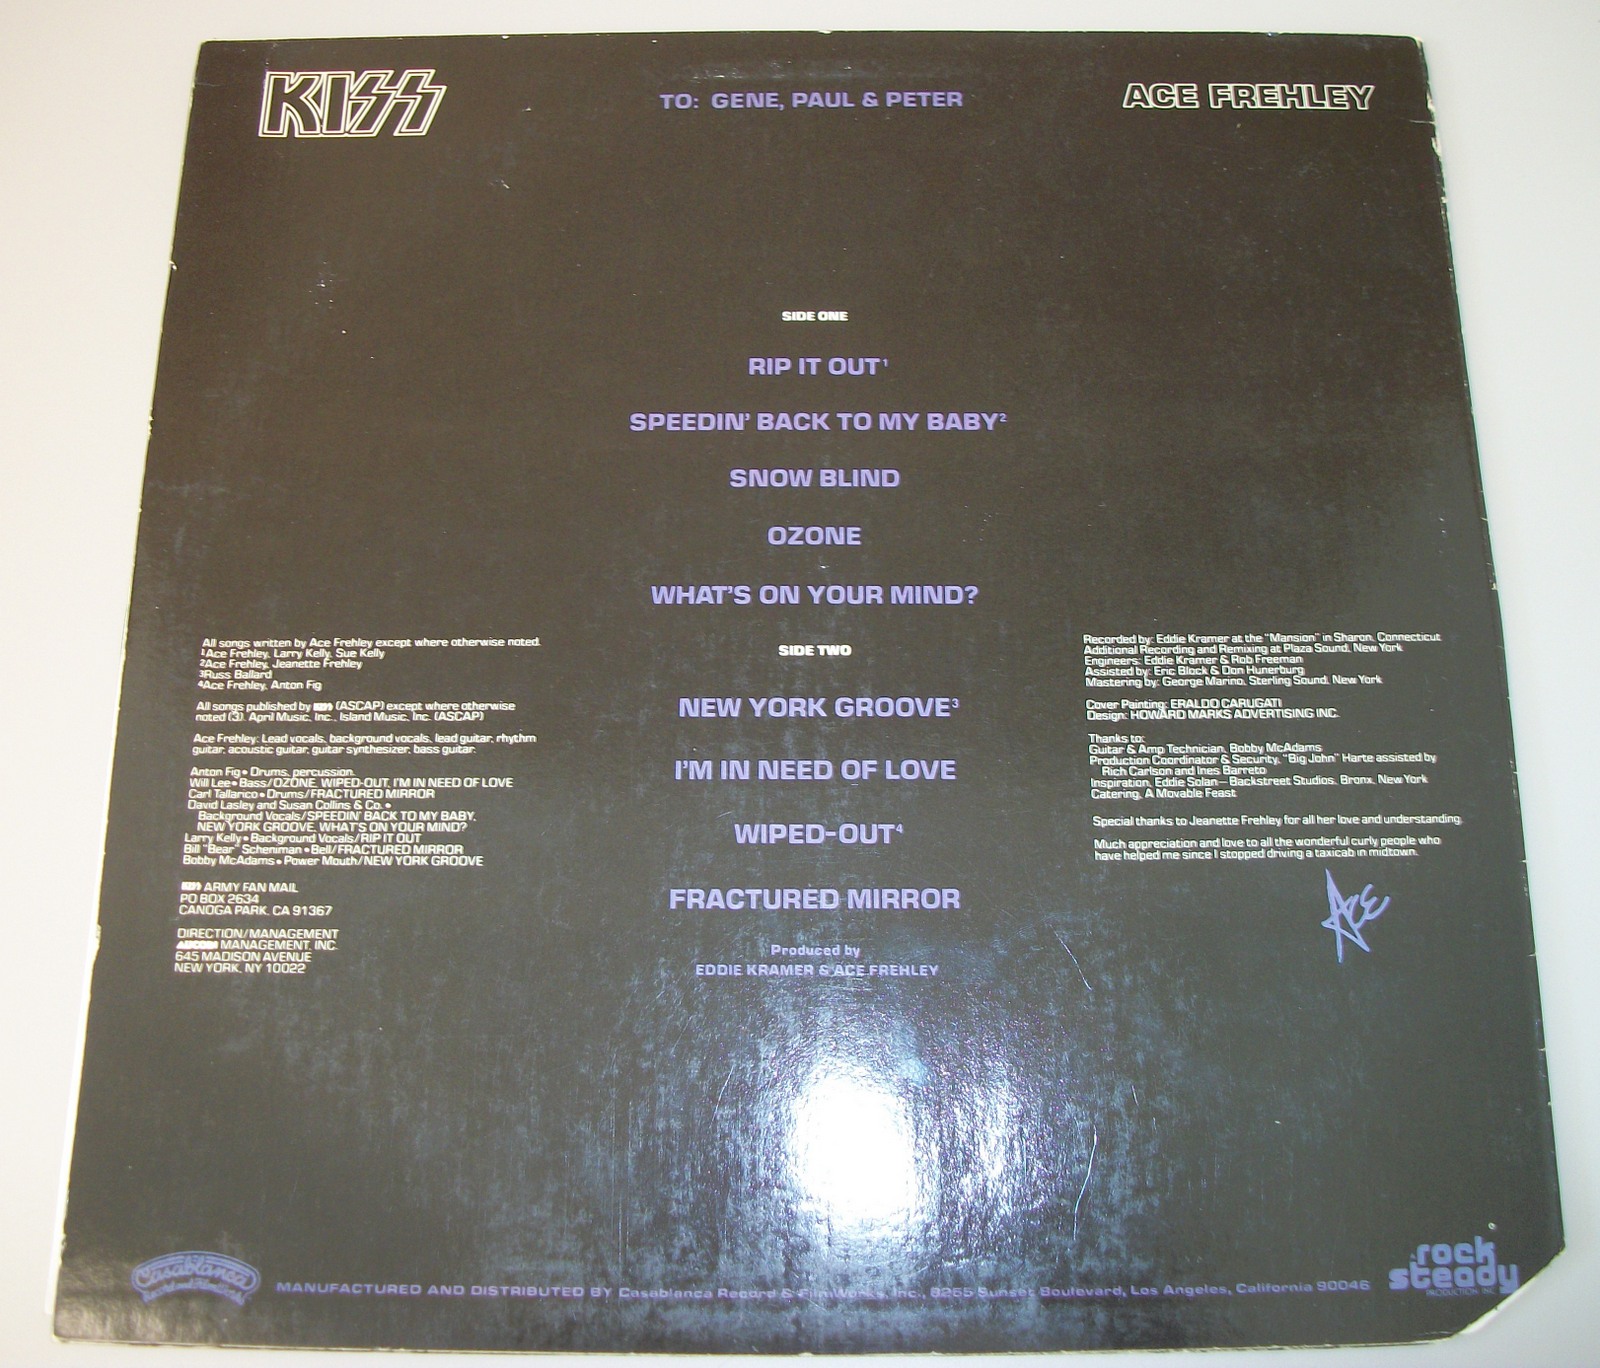 KISS
TO: GENE, PAUL & PETER
ACE FREHLEY
SIDE ONE
RIP IT OUT¹
SPEEDIN' BACK TO MY BABY²
SNOW BLIND
OZONE
WHAT'S ON YOUR MIND?
SIDE TWO
NEW YORK GROOVE³
I'M IN NEED OF LOVE
WIPED-OUT⁴
FRACTURED MIRROR
Produced by
EDDIE KRAMER & ACE FREHLEY
All songs written by Ace Frehley except where otherwise noted.
¹Ace Frehley, Larry Kelly, Sue Kelly
²Ace Frehley, Jeanette Frehley
³Russ Ballard
⁴Ace Frehley, Anton Fig
All songs published by KISS (ASCAP) except where otherwise
noted (3). April Music, Inc., Island Music, Inc. (ASCAP)
Ace Frehley: Lead vocals, background vocals, lead guitar, rhythm
guitar, acoustic guitar, guitar synthesizer, bass guitar.
Anton Fig • Drums, percussion.
Will Lee • Bass/OZONE, WIPED-OUT, I'M IN NEED OF LOVE
Carl Tallarico • Drums/FRACTURED MIRROR
David Lasley and Susan Collins & Co. •
Background Vocals/SPEEDIN' BACK TO MY BABY,
NEW YORK GROOVE, WHAT'S ON YOUR MIND?
Larry Kelly • Background Vocals/RIP IT OUT
Bill "Bear" Scheniman • Bell/FRACTURED MIRROR
Bobby McAdams • Power Mouth/NEW YORK GROOVE
KISS ARMY FAN MAIL
PO BOX 2634
CANOGA PARK, CA 91367
DIRECTION/MANAGEMENT
AUCOIN MANAGEMENT, INC.
645 MADISON AVENUE
NEW YORK, NY 10022
Recorded by: Eddie Kramer at the "Mansion" in Sharon, Connecticut
Additional Recording and Remixing at Plaza Sound, New York
Engineers: Eddie Kramer & Rob Freeman
Assisted by: Eric Block & Don Hunerburg
Mastering by: George Marino, Sterling Sound, New York
Cover Painting: ERALDO CARUGATI
Design: HOWARD MARKS ADVERTISING INC.
Thanks to:
Guitar & Amp Technician, Bobby McAdams
Production Coordinator & Security, "Big John" Harte assisted by
Rich Carlson and Ines Barreto
Inspiration, Eddie Solan—Backstreet Studios, Bronx, New York
Catering, A Movable Feast
Special thanks to Jeanette Frehley for all her love and understanding.
Much appreciation and love to all the wonderful curly people who
have helped me since I stopped driving a taxicab in midtown.
Ace
Casablanca
Record and FilmWorks
MANUFACTURED AND DISTRIBUTED BY Casablanca Record & FilmWorks, Inc., 8255 Sunset Boulevard, Los Angeles, California 90046
rock
steady
PRODUCTION INC